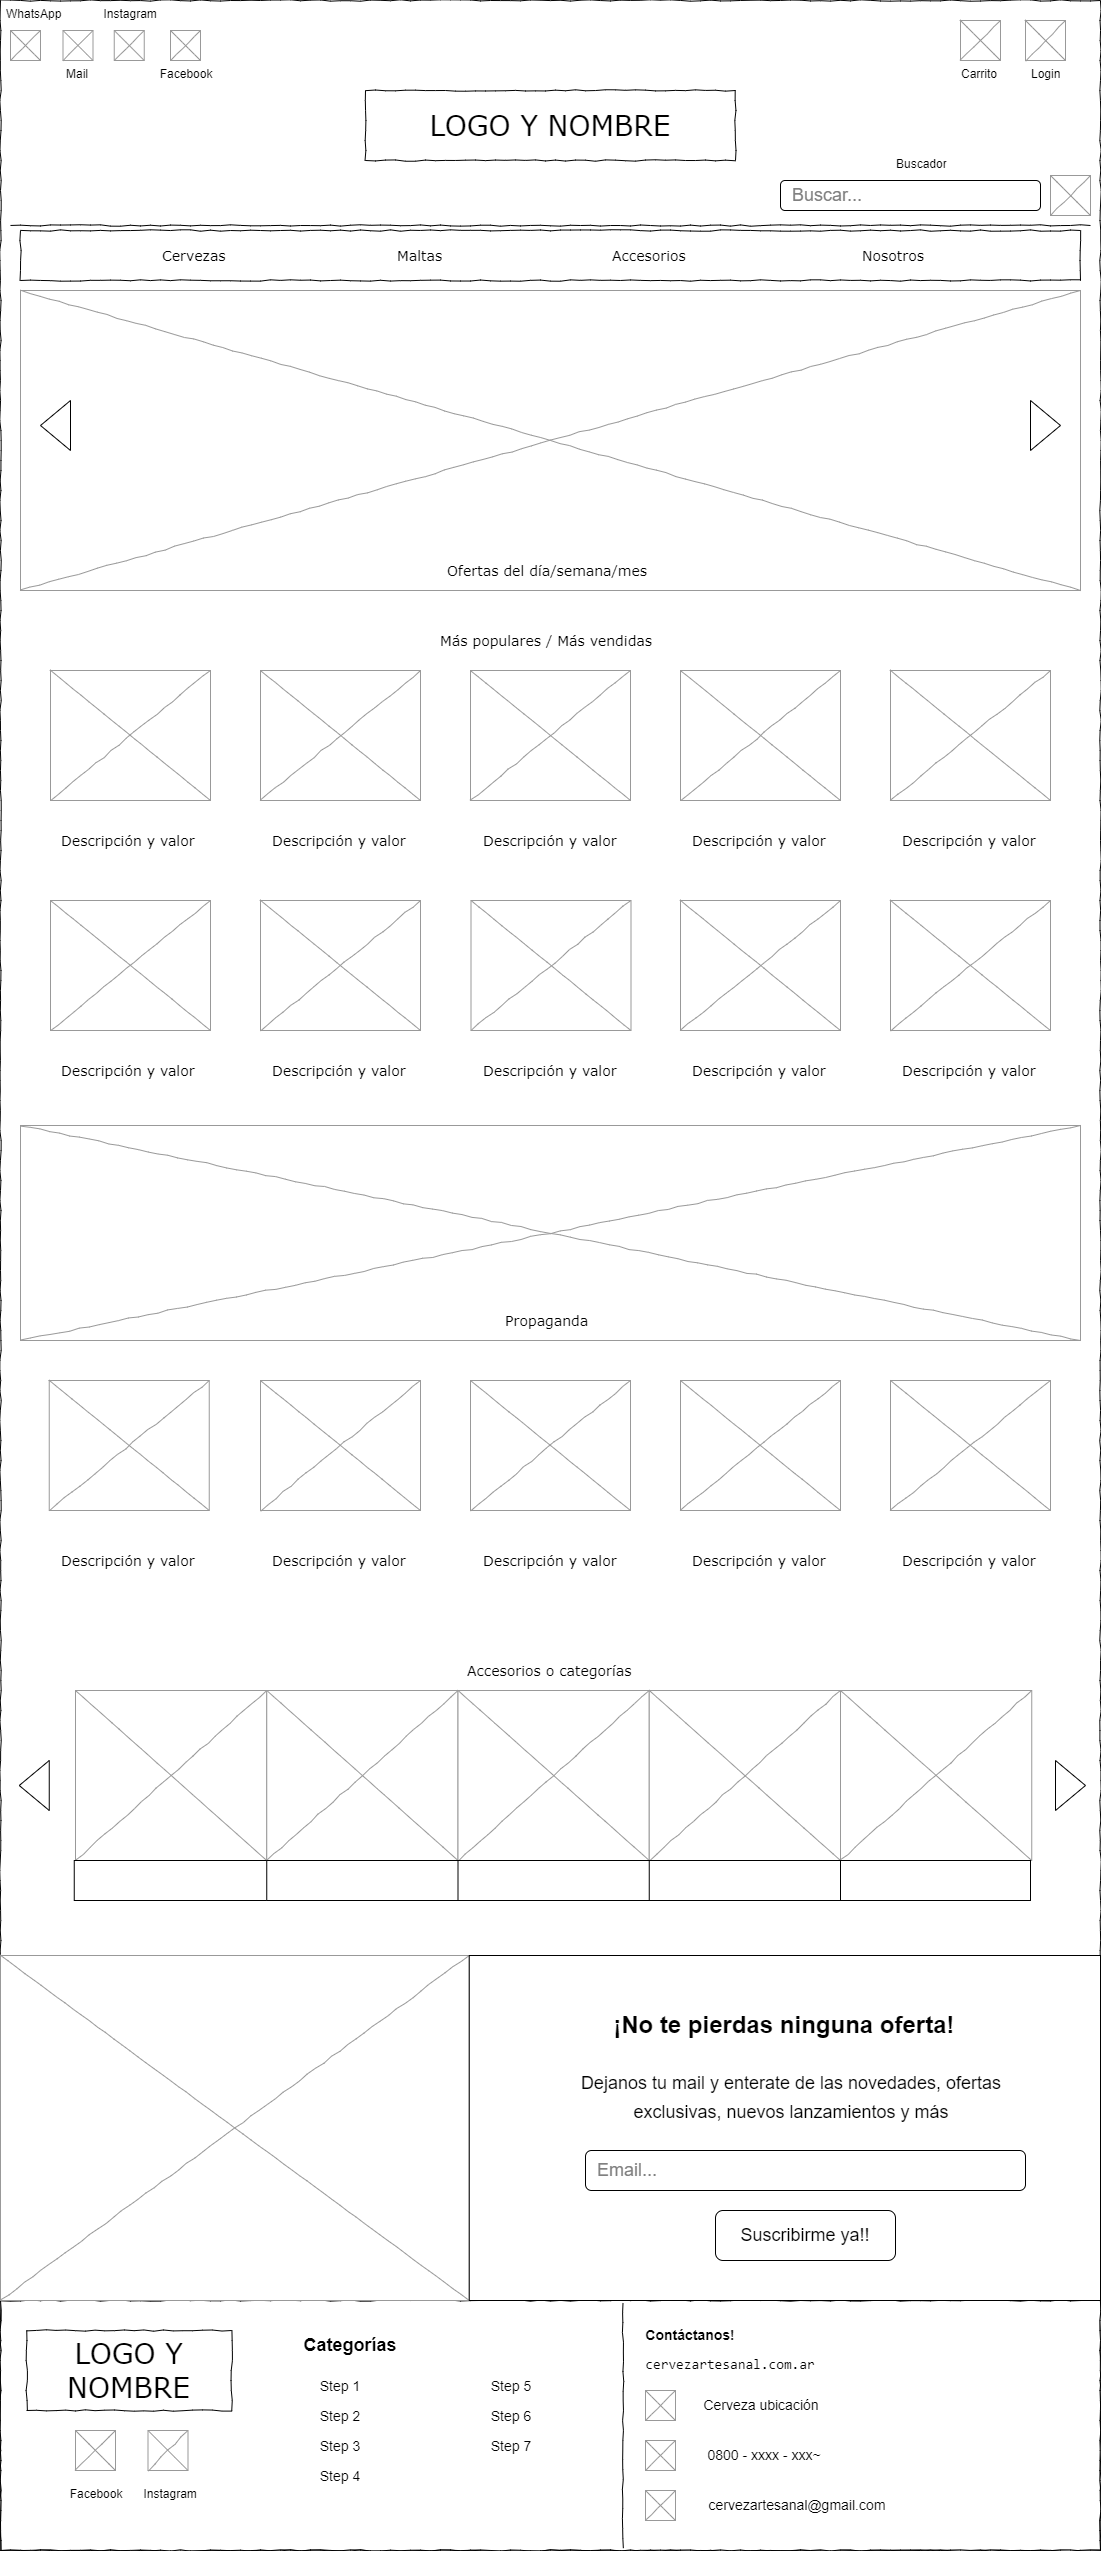 WhatsApp
Instagram
Mail
Facebook
Carrito
Login
LOGO Y NOMBRE
Buscador
Buscar...
Cervezas
Maltas
Accesorios
Nosotros
Ofertas del día/semana/mes
Más populares / Más vendidas
Descripción y valor
Descripción y valor
Descripción y valor
Descripción y valor
Descripción y valor
Descripción y valor
Descripción y valor
Descripción y valor
Descripción y valor
Descripción y valor
Propaganda
Descripción y valor
Descripción y valor
Descripción y valor
Descripción y valor
Descripción y valor
Accesorios o categorías
¡No te pierdas ninguna oferta!
Dejanos tu mail y enterate de las novedades, ofertas
exclusivas, nuevos lanzamientos y más
Email...
Suscribirme ya!!
LOGO Y
NOMBRE
Facebook
Instagram
Categorías
Step 1
Step 2
Step 3
Step 4
Step 5
Step 6
Step 7
Contáctanos!
cervezartesanal.com.ar
Cerveza ubicación
0800 - xxxx - xxx~
cervezartesanal@gmail.com